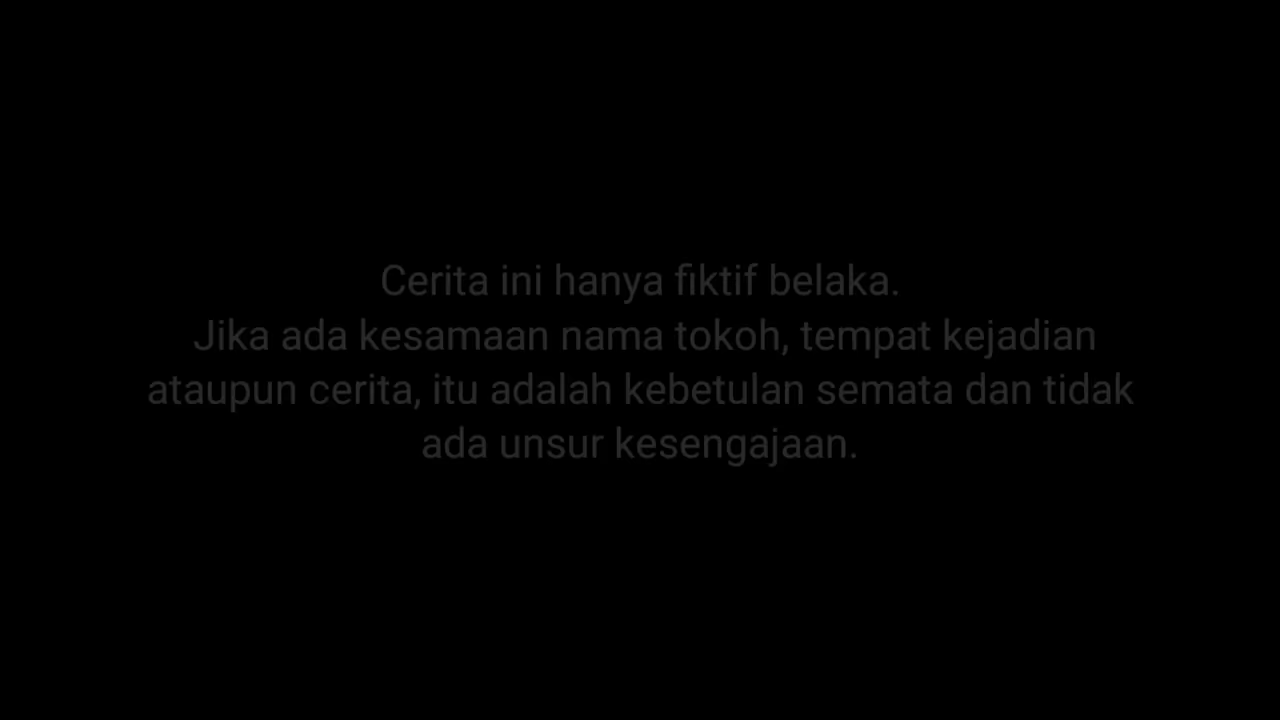 Cerita ini hanya fiktif belaka.
Jika ada kesamaan nama tokoh, tempat kejadian
ataupun cerita, itu adalah kebetulan semata dan tidak
ada unsur kesengajaan.